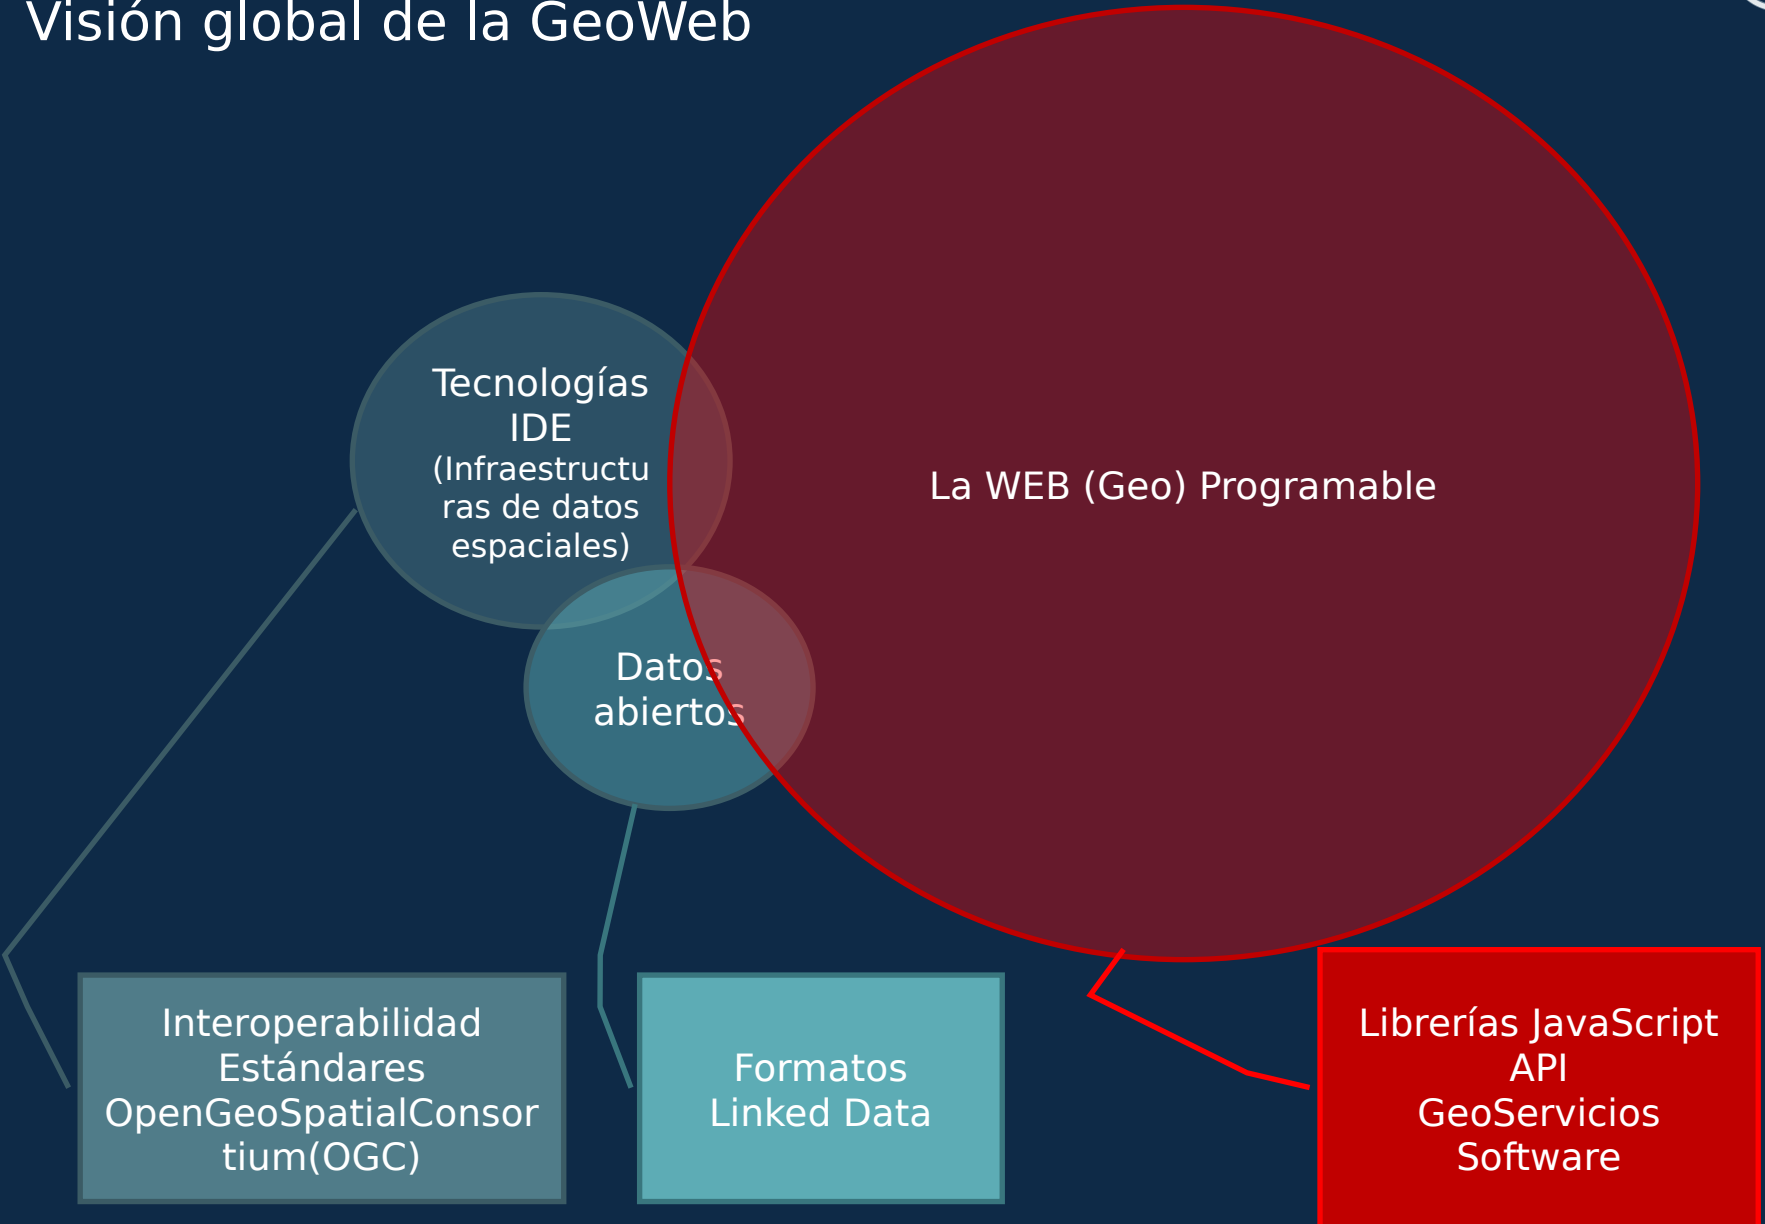 Visión global de la GeoWeb
Tecnologías
IDE
(Infraestructu
ras de datos
espaciales)
La WEB (Geo) Programable
Datos
abiertos
Interoperabilidad
Estándares
OpenGeoSpatialConsor
tium(OGC)
Formatos
Linked Data
Librerías JavaScript
API
GeoServicios
Software